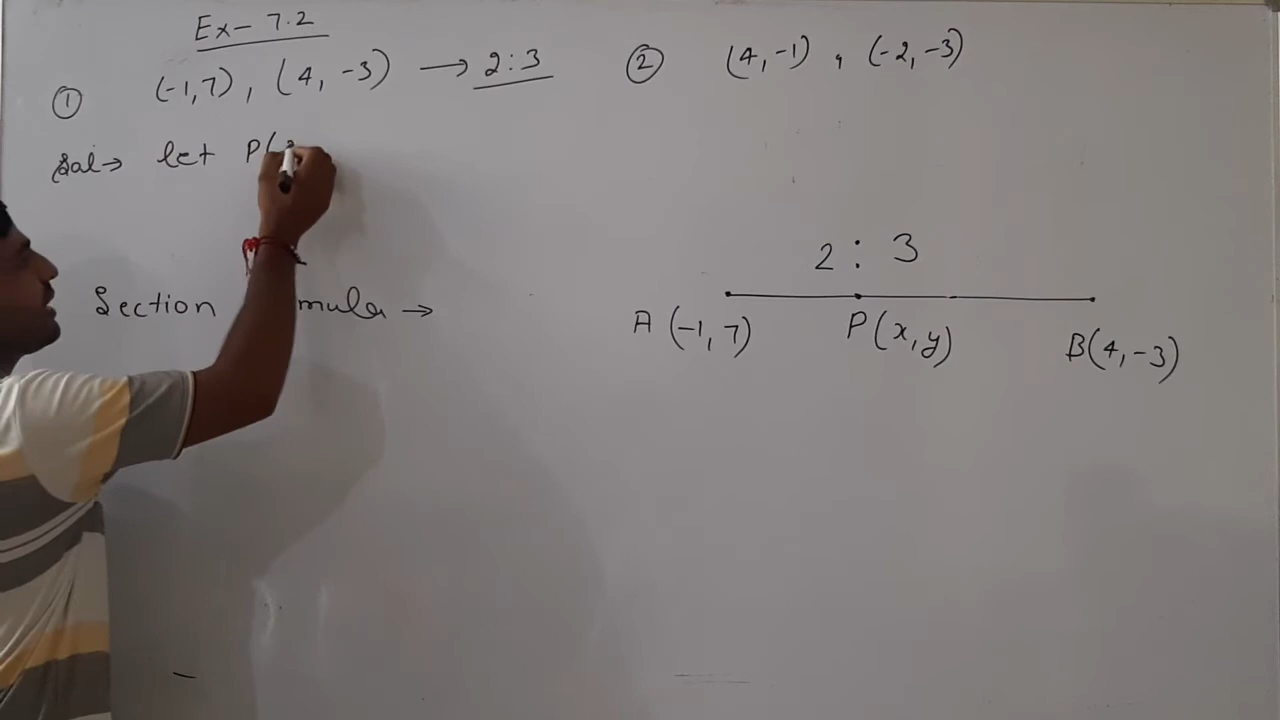 Ex- 7.2
① (-1,7), (4, -3) → 2:3
Sol→ let P(
Section mula →
② (4,-1), (-2,-3)
2 : 3
A (-1, 7) P(x,y) B(4,-3)